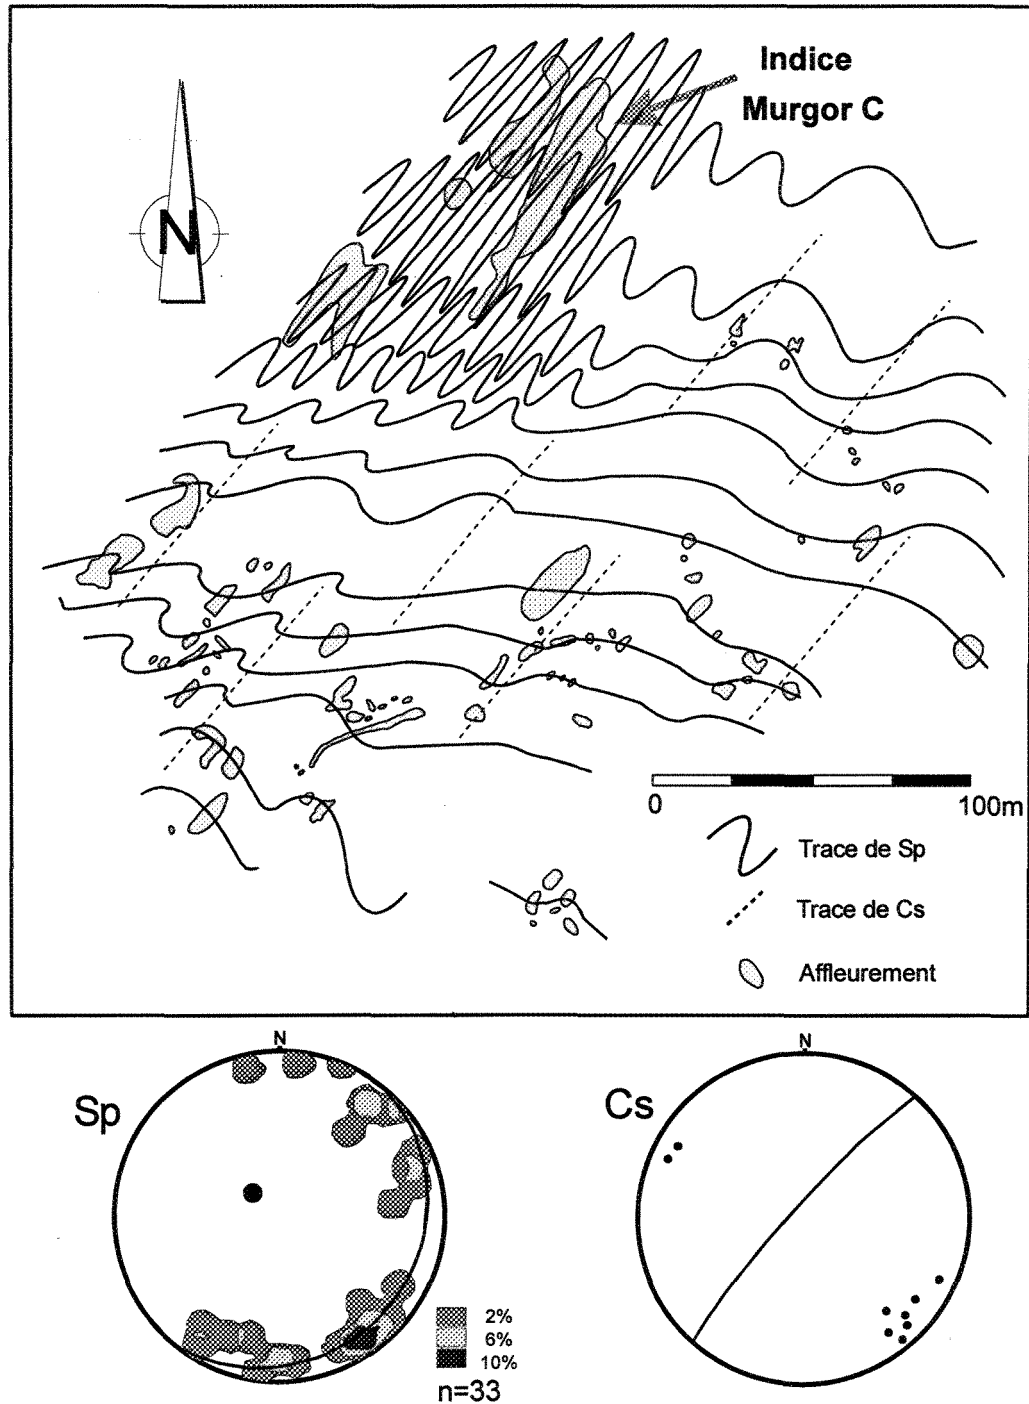 Indice
Murgor C
N
0 100m
Trace de Sp
Trace de Cs
Affleurement
N
Sp
2%
6%
10%
n=33
N
Cs